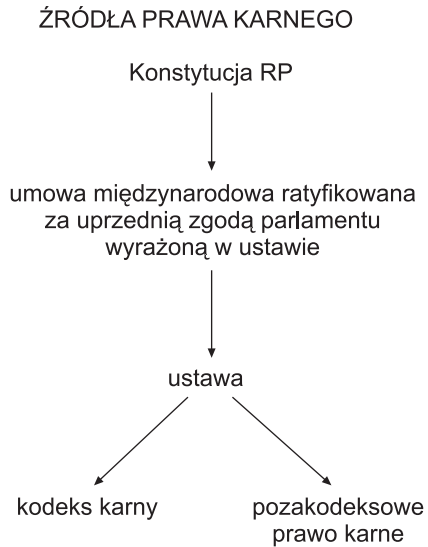 ŹRÓDŁA PRAWA KARNEGO
Konstytucja RP
umowa międzynarodowa ratyfikowana
za uprzednią zgodą parlamentu
wyrażoną w ustawie
ustawa
kodeks karny
pozakodeksowe
prawo karne